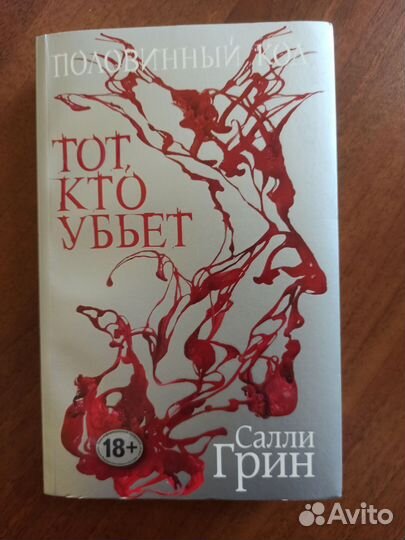 ПОЛОВИННЫЙ КОД
ТОТ,
КТО
УБЬЕТ
18+
Салли
Грин
Avito